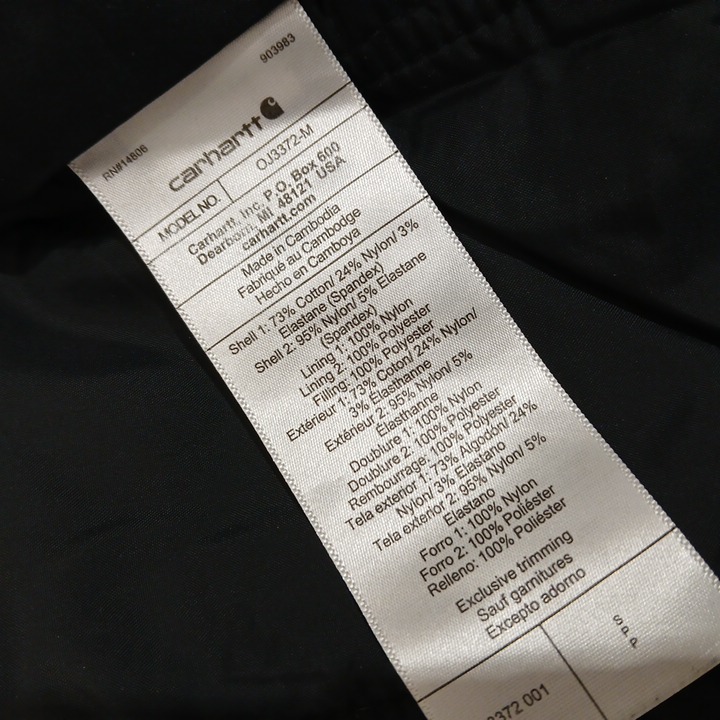 903983
RN#14806
carhartt
MODEL NO. OJ3372-M
Carhartt, Inc. P.O. Box 600
Dearborn, MI 48121 USA
carhartt.com
Made in Cambodia
Fabriqué au Cambodge
Hecho en Camboya
Shell 1: 73% Cotton/ 24% Nylon/ 3%
Elastane (Spandex)
Shell 2: 95% Nylon/ 5% Elastane
(Spandex)
Lining 1: 100% Nylon
Lining 2: 100% Polyester
Filling: 100% Polyester
Extérieur 1: 73% Coton/ 24% Nylon/
3% Élasthanne
Extérieur 2: 95% Nylon/ 5%
Élasthanne
Doublure 1: 100% Nylon
Doublure 2: 100% Polyester
Rembourrage: 100% Polyester
Tela exterior 1: 73% Algodón/ 24%
Nylon/ 3% Elastano
Tela exterior 2: 95% Nylon/ 5%
Elastano
Forro 1: 100% Nylon
Forro 2: 100% Poliéster
Relleno: 100% Poliéster
Exclusive trimming
Sauf garnitures
Excepto adorno
3372 001
S
P
P